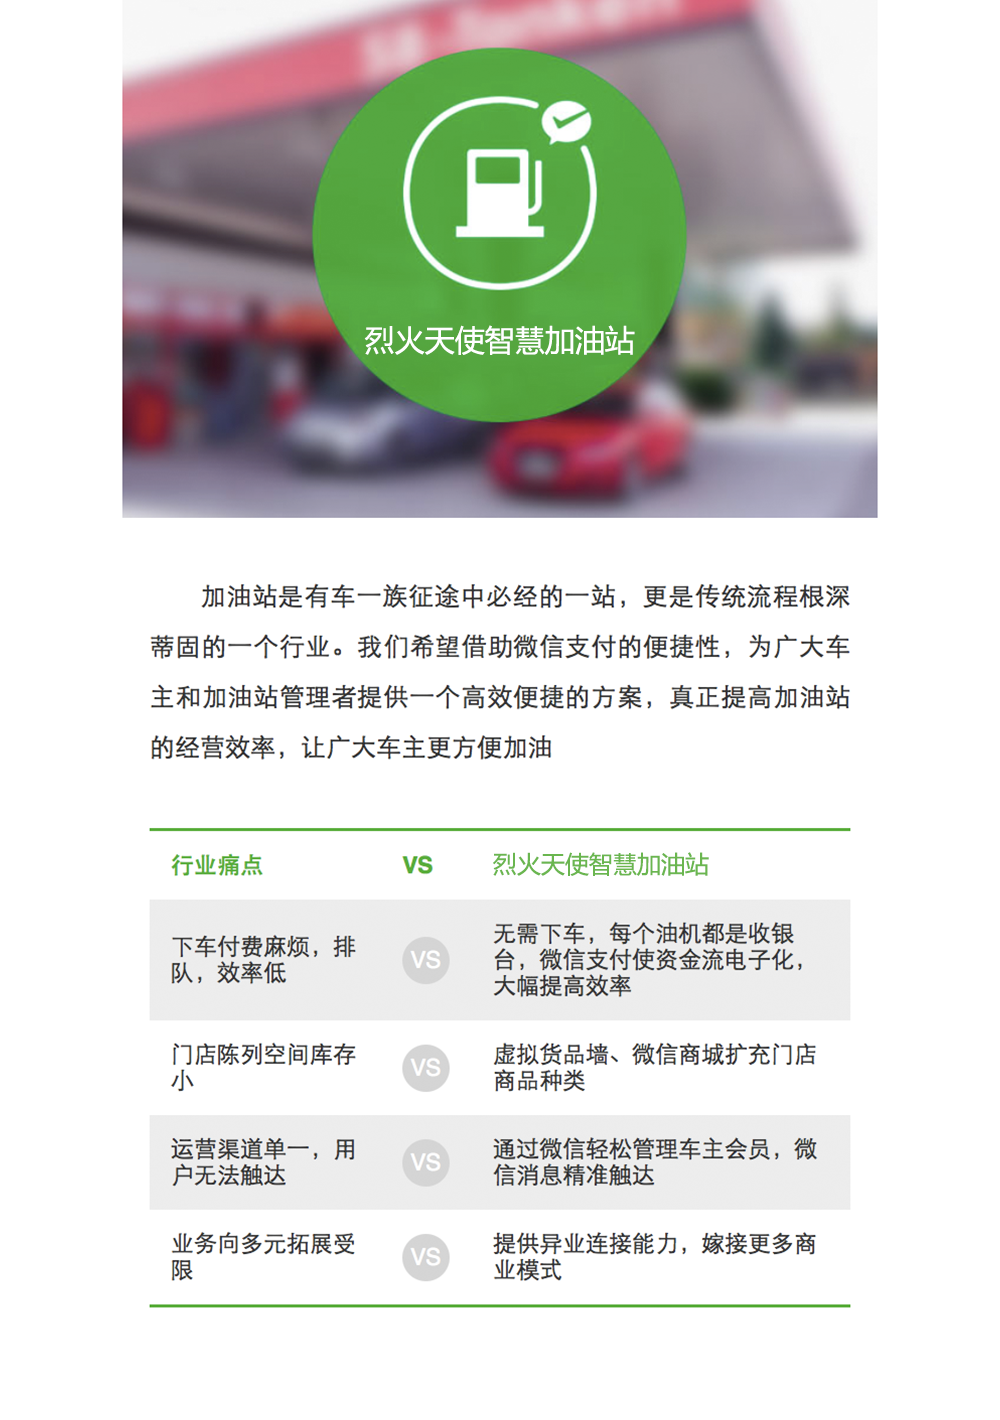 烈火天使智慧加油站
加油站是有车一族征途中必经的一站，更是传统流程根深
蒂固的一个行业。我们希望借助微信支付的便捷性，为广大车
主和加油站管理者提供一个高效便捷的方案，真正提高加油站
的经营效率，让广大车主更方便加油
行业痛点 VS 烈火天使智慧加油站
下车付费麻烦，排
队，效率低
VS
无需下车，每个油机都是收银
台，微信支付使资金流电子化，
大幅提高效率
门店陈列空间库存
小
VS
虚拟货品墙、微信商城扩充门店
商品种类
运营渠道单一，用
户无法触达
VS
通过微信轻松管理车主会员，微
信消息精准触达
业务向多元拓展受
限
VS
提供异业连接能力，嫁接更多商
业模式